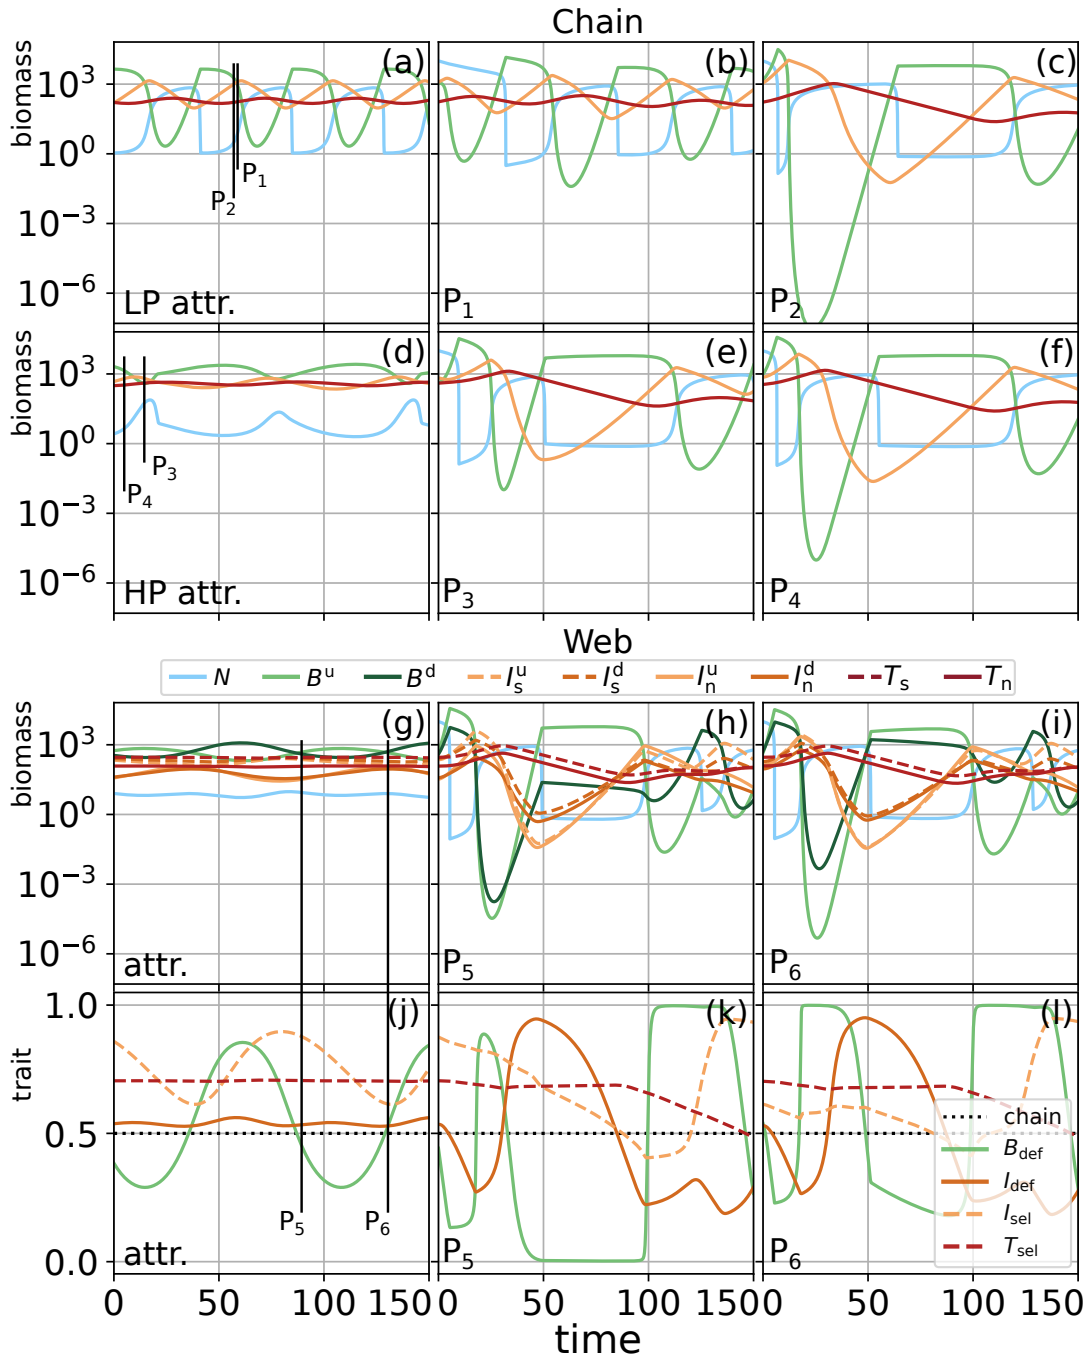 Chain
biomass
10³
10⁰
10⁻³
10⁻⁶
(a)
P₁
P₂
LP attr.
(b)
P₁
(c)
P₂
biomass
10³
10⁰
10⁻³
10⁻⁶
(d)
P₃
P₄
HP attr.
(e)
P₃
(f)
P₄
Web
N Bᵘ Bᵈ Iₛᵘ Iₛᵈ Iₙᵘ Iₙᵈ Tₛ Tₙ
biomass
10³
10⁰
10⁻³
10⁻⁶
(g)
attr.
(h)
P₅
(i)
P₆
trait
1.0
0.5
0.0
(j)
P₅
P₆
attr.
(k)
P₅
(l)
P₆
chain
B_def
I_def
I_sel
T_sel
0 50 100 150 0 50 100 150 0 50 100 150
time